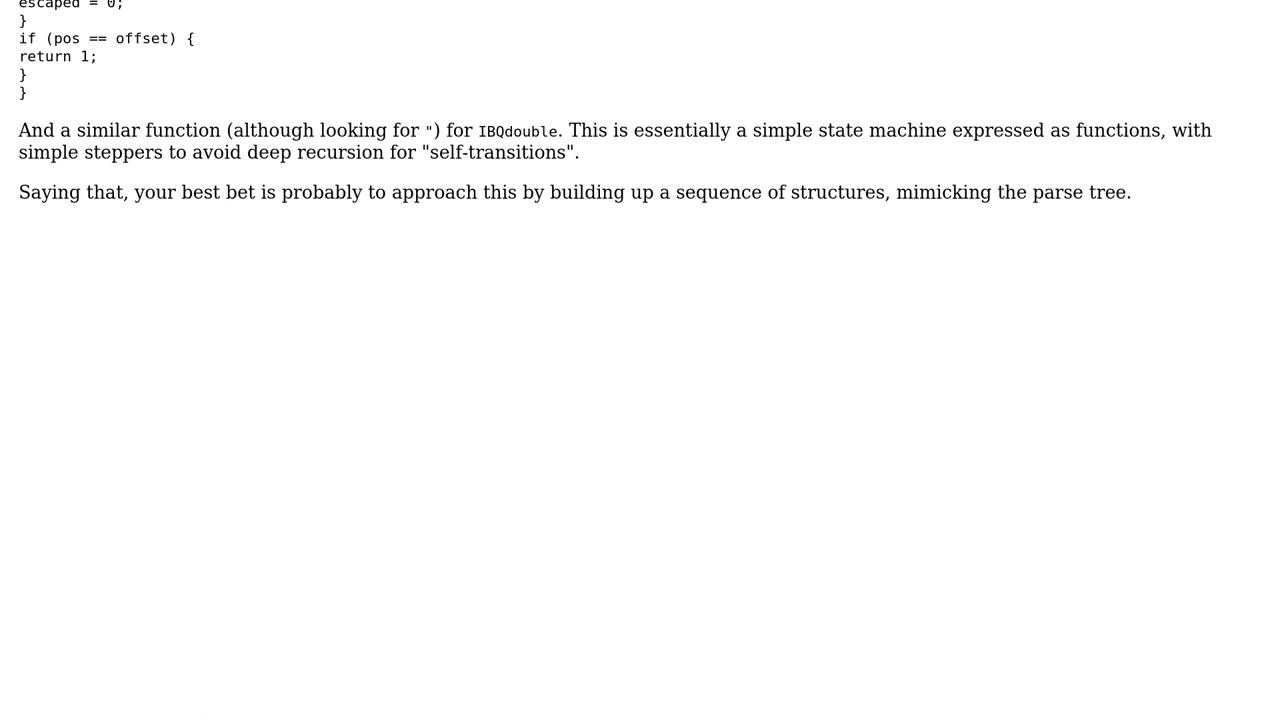 escaped = 0;
}
if (pos == offset) {
return 1;
}
}
And a similar function (although looking for ") for IBQdouble. This is essentially a simple state machine expressed as functions, with
simple steppers to avoid deep recursion for "self-transitions".
Saying that, your best bet is probably to approach this by building up a sequence of structures, mimicking the parse tree.